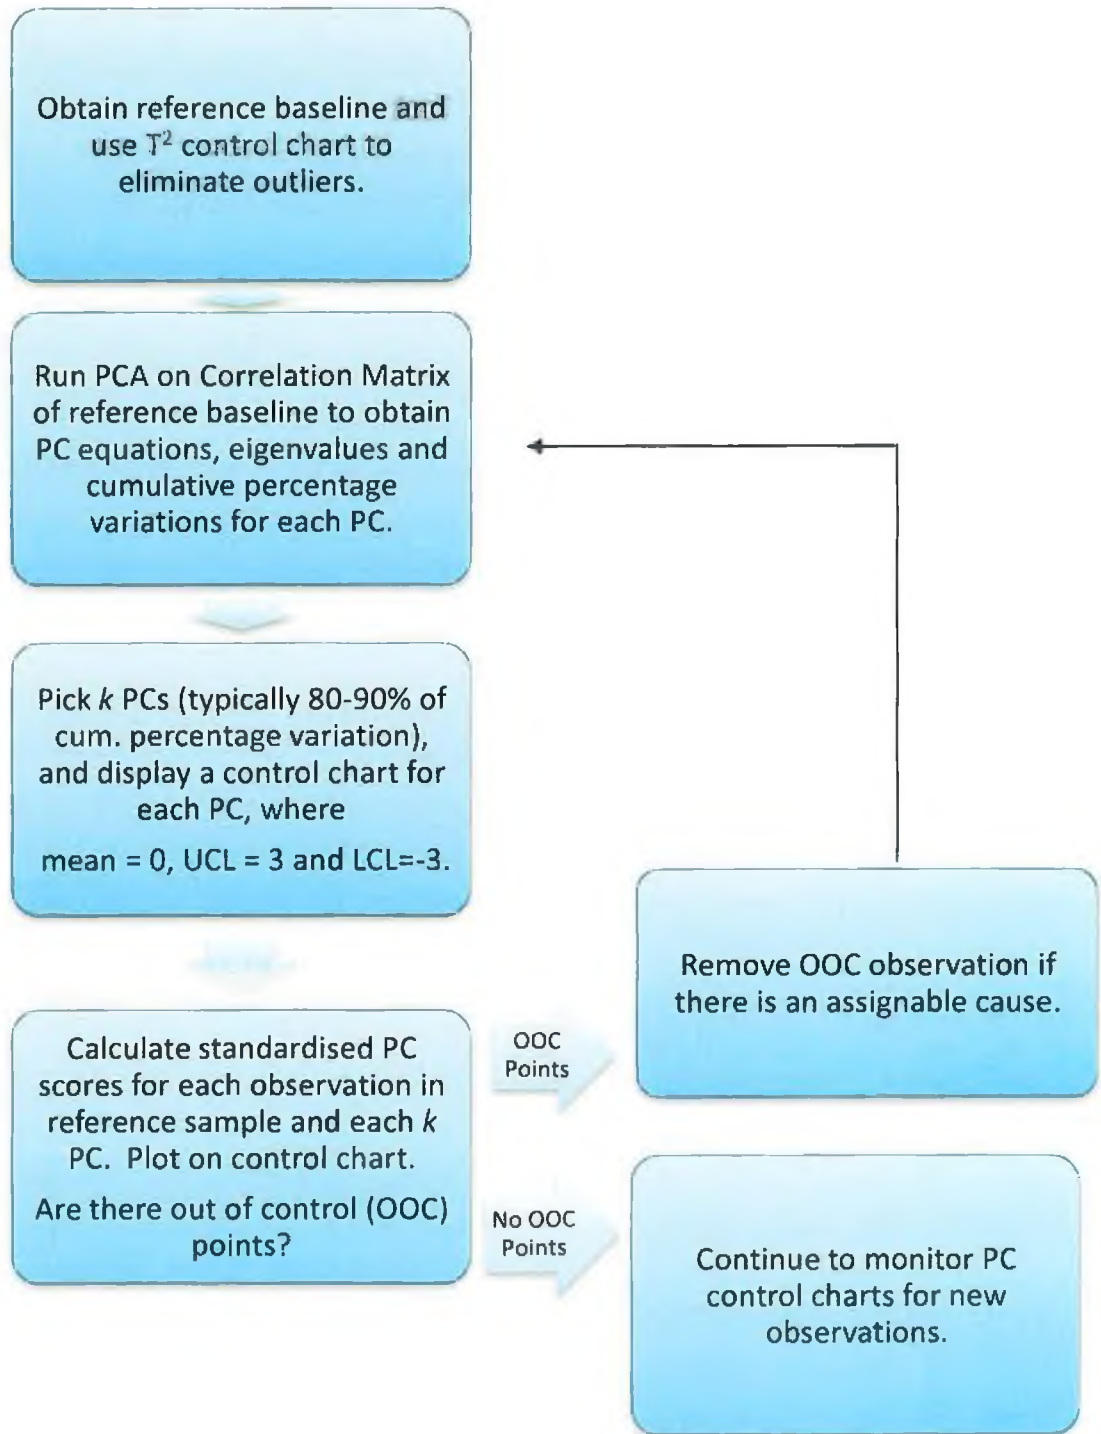 Obtain reference baseline and
use T² control chart to
eliminate outliers.
Run PCA on Correlation Matrix
of reference baseline to obtain
PC equations, eigenvalues and
cumulative percentage
variations for each PC.
Pick k PCs (typically 80-90% of
cum. percentage variation),
and display a control chart for
each PC, where
mean = 0, UCL = 3 and LCL=-3.
Calculate standardised PC
scores for each observation in
reference sample and each k
PC. Plot on control chart.
Are there out of control (OOC)
points?
OOC
Points
Remove OOC observation if
there is an assignable cause.
No OOC
Points
Continue to monitor PC
control charts for new
observations.